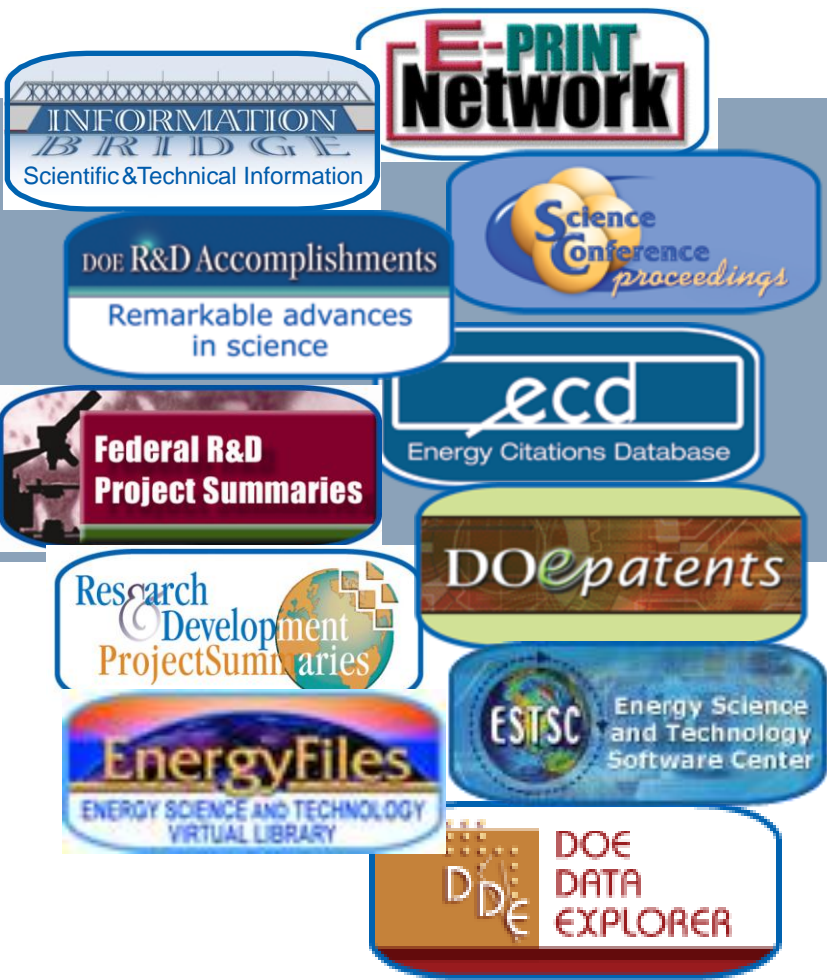 E-PRINT
Network
INFORMATION
BRIDGE
Scientific & Technical Information
Science
Conference
proceedings
DOE R&D Accomplishments
Remarkable advances
in science
ecd
Energy Citations Database
Federal R&D
Project Summaries
DOepatents
Research
& Development
ProjectSummaries
ESTSC
Energy Science
and Technology
Software Center
EnergyFiles
ENERGY SCIENCE AND TECHNOLOGY
VIRTUAL LIBRARY
DDE
DOE
DATA
EXPLORER